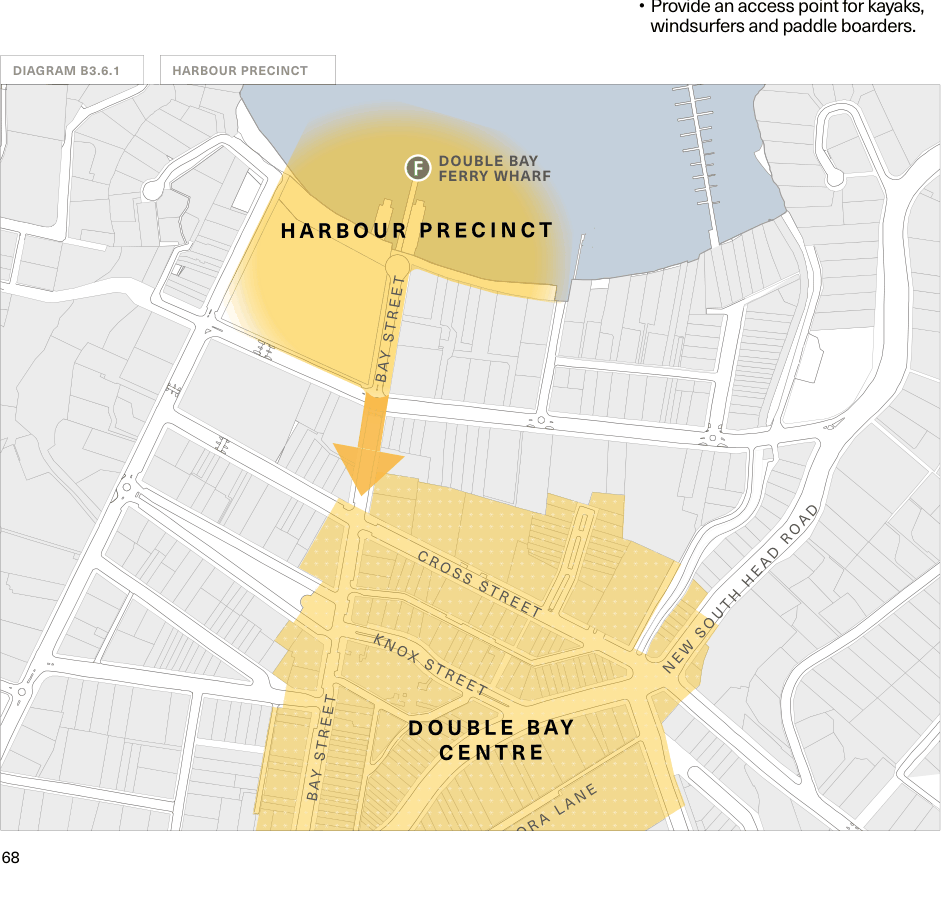 • Provide an access point for kayaks,
windsurfers and paddle boarders.
DIAGRAM B3.6.1
HARBOUR PRECINCT
F
DOUBLE BAY
FERRY WHARF
HARBOUR PRECINCT
BAY STREET
CROSS STREET
NEW SOUTH HEAD ROAD
KNOX STREET
BAY STREET
DOUBLE BAY
CENTRE
ORA LANE
68